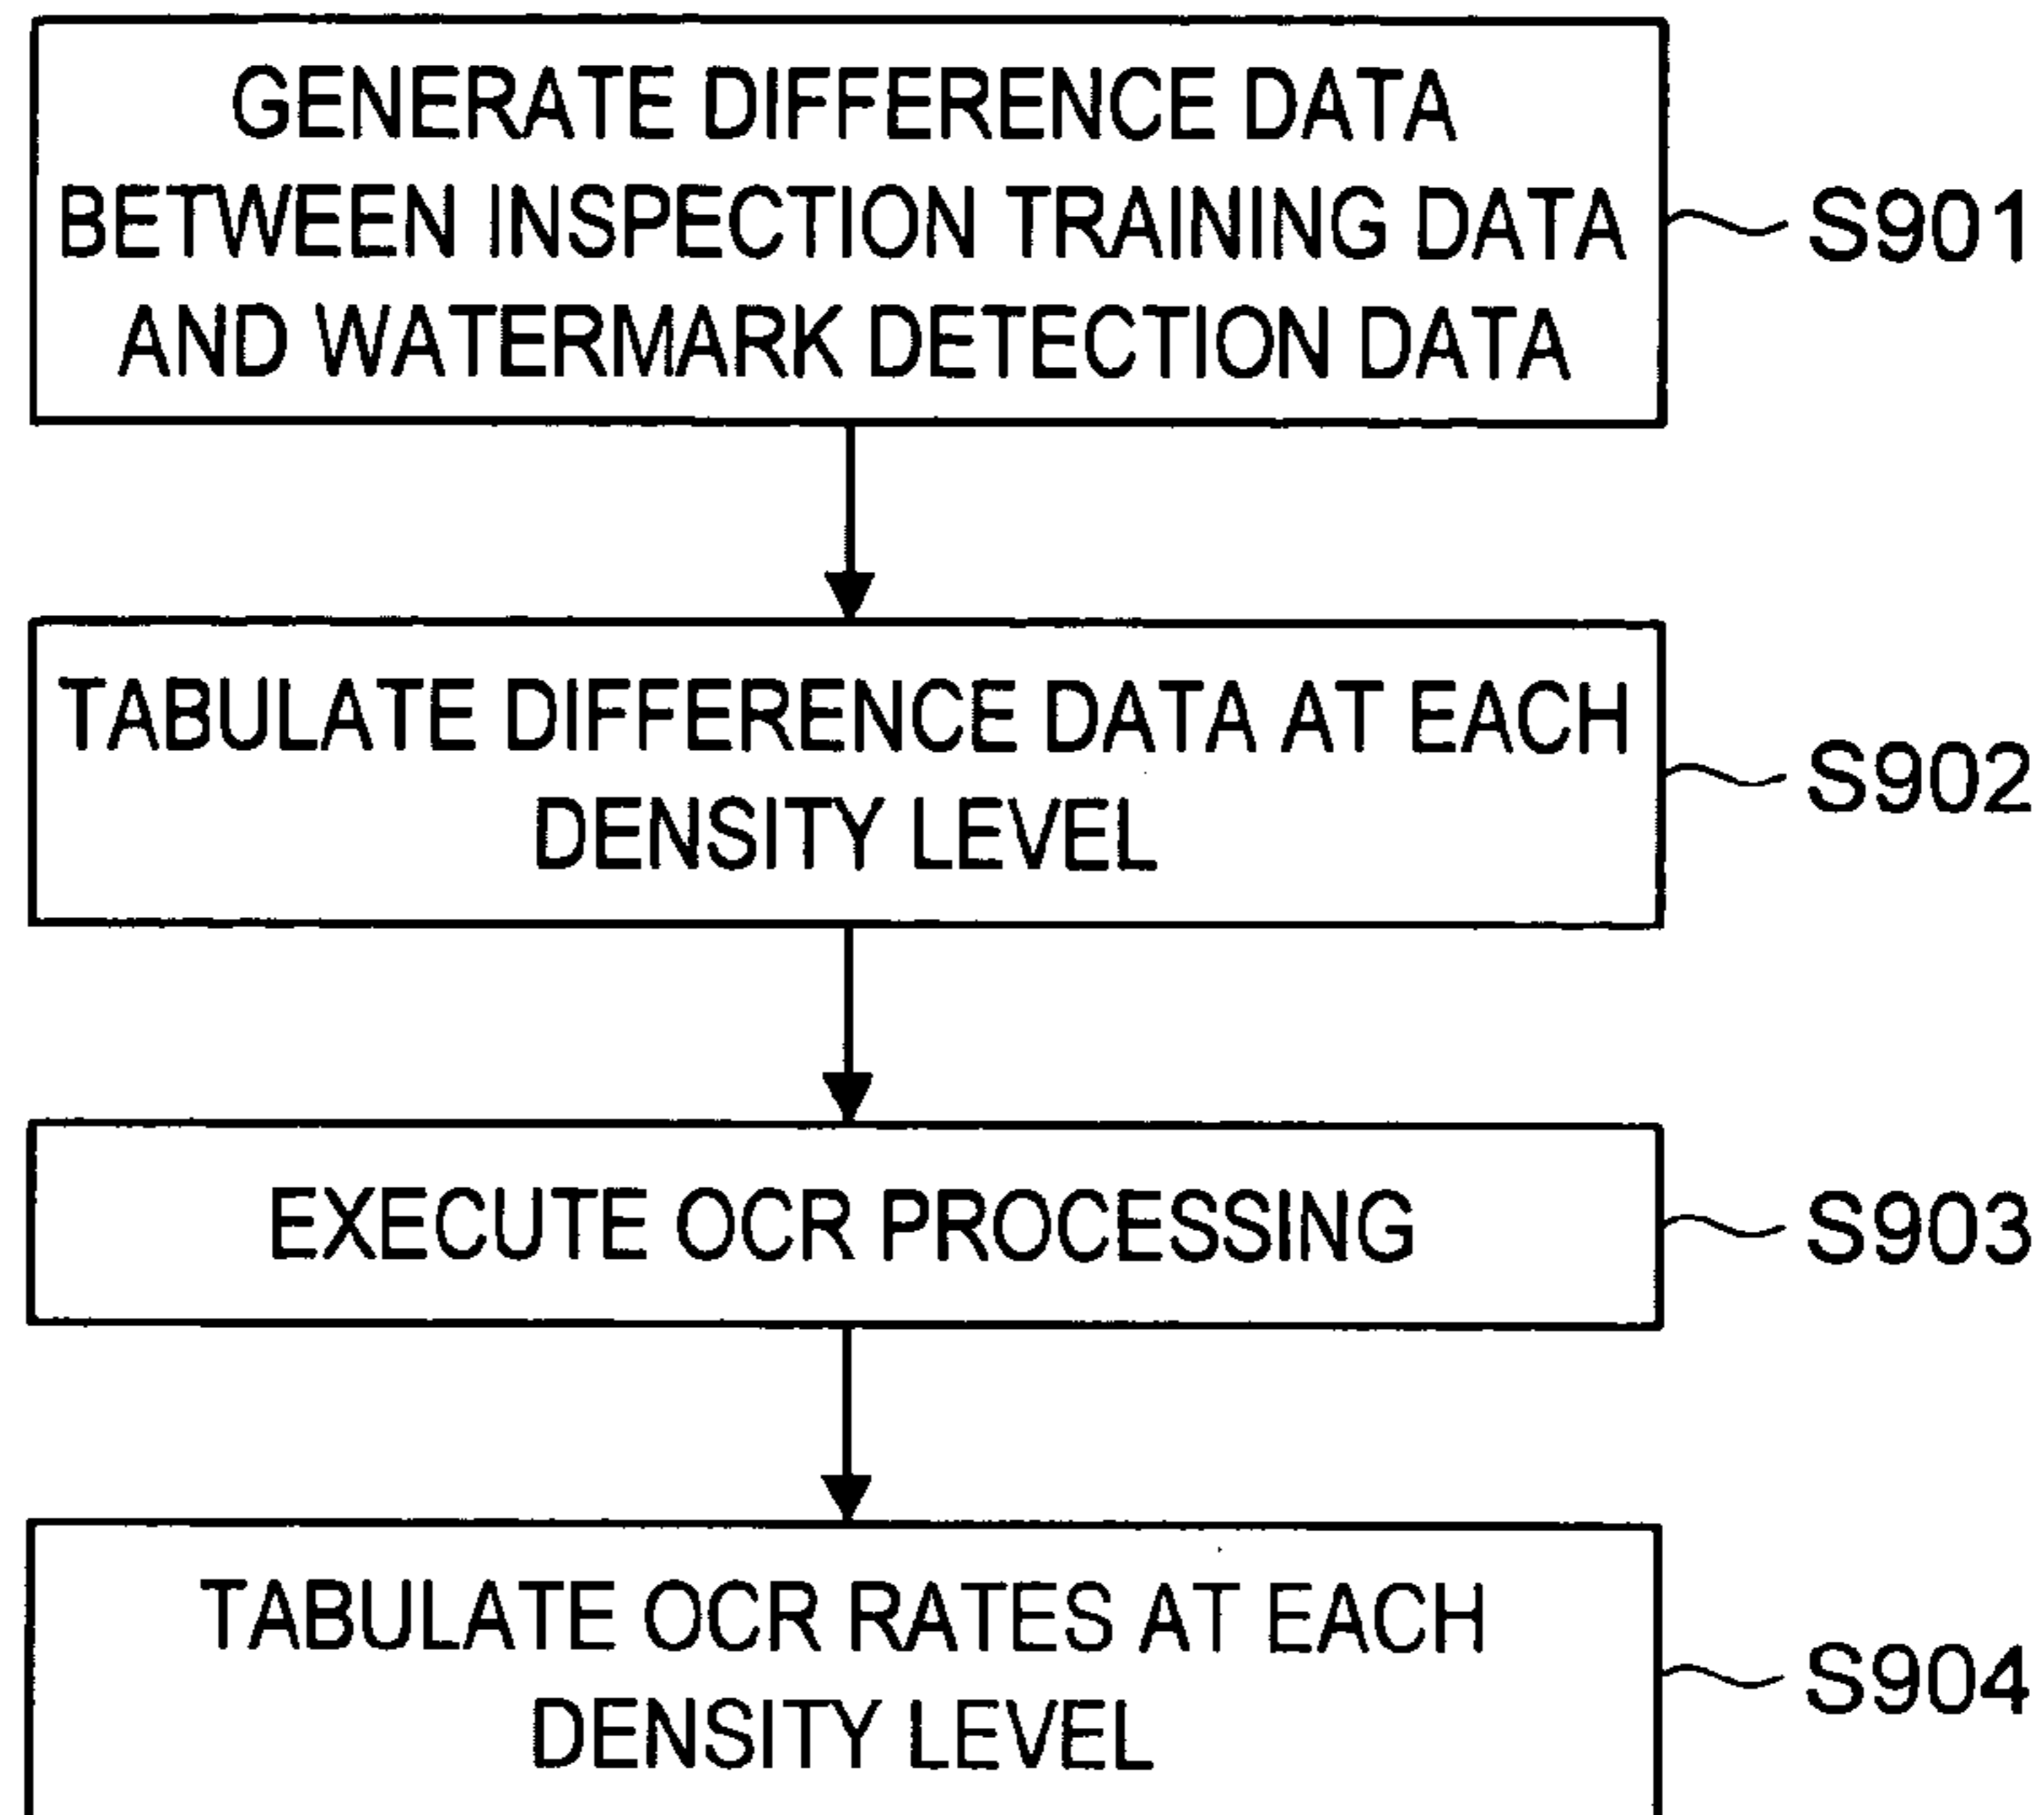 GENERATE DIFFERENCE DATA
BETWEEN INSPECTION TRAINING DATA
AND WATERMARK DETECTION DATA
S901
TABULATE DIFFERENCE DATA AT EACH
DENSITY LEVEL
S902
EXECUTE OCR PROCESSING
S903
TABULATE OCR RATES AT EACH
DENSITY LEVEL
S904